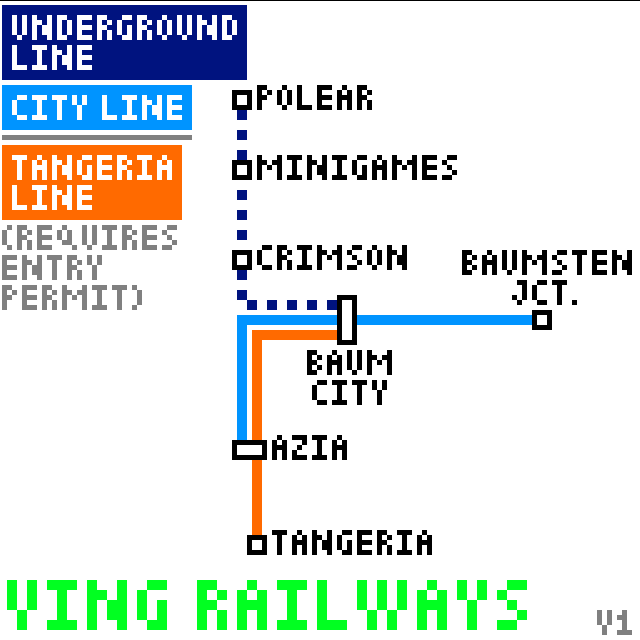 UNDERGROUND
LINE
CITY LINE
TANGERIA
LINE
(REQUIRES
ENTRY
PERMIT)
POLEAR
MINIGAMES
CRIMSON
BAUMSTEN
JCT.
BAUM
CITY
AZIA
TANGERIA
VING RAILWAYS
V1